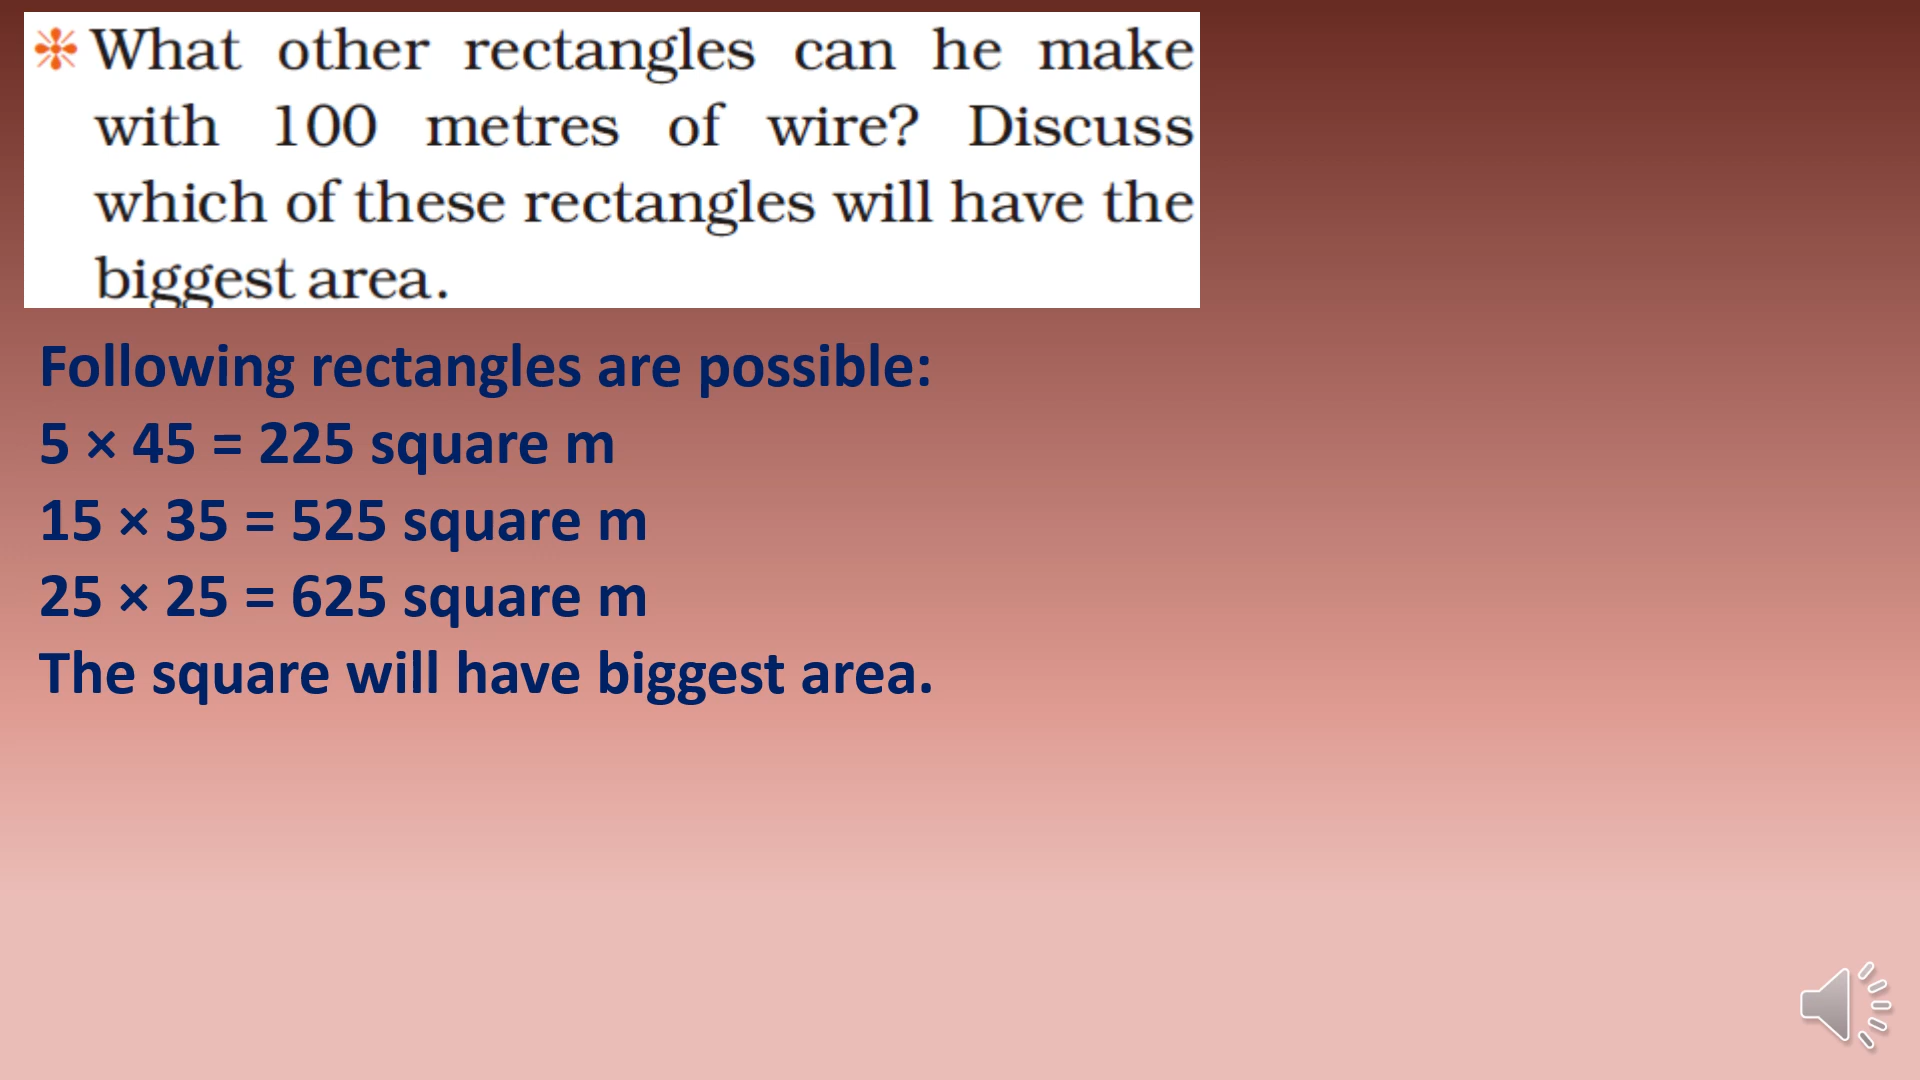 What other rectangles can he make
with 100 metres of wire? Discuss
which of these rectangles will have the
biggest area.
Following rectangles are possible:
5 × 45 = 225 square m
15 × 35 = 525 square m
25 × 25 = 625 square m
The square will have biggest area.